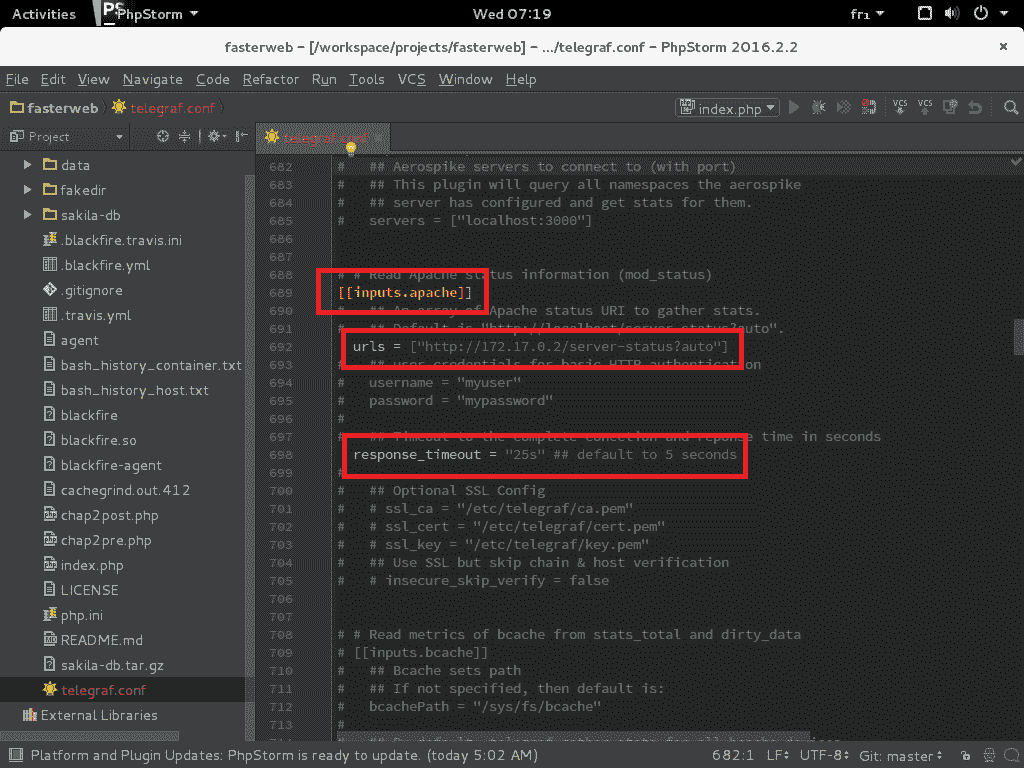 Activities PhpStorm Wed 07:19 fr1
fasterweb – [/workspace/projects/fasterweb] – .../telegraf.conf – PhpStorm 2016.2.2
File Edit View Navigate Code Refactor Run Tools VCS Window Help
fasterweb telegraf.conf index.php VCS VCS
Project telegraf.conf
data
fakedir
sakila-db
.blackfire.travis.ini
.blackfire.yml
.gitignore
.travis.yml
agent
bash_history_container.txt
bash_history_host.txt
blackfire
blackfire.so
blackfire-agent
cachegrind.out.412
chap2post.php
chap2pre.php
index.php
LICENSE
php.ini
README.md
sakila-db.tar.gz
telegraf.conf
External Libraries
682 #   ## Aerospike servers to connect to (with port)
683 #   ## This plugin will query all namespaces the aerospike
684 #   ## server has configured and get stats for them.
685 #   servers = ["localhost:3000"]
686
687
688 # # Read Apache status information (mod_status)
689 [[inputs.apache]]
690 #   ## An array of Apache status URI to gather stats.
691 #   ## Default is "http://localhost/server-status?auto".
692 urls = ["http://172.17.0.2/server-status?auto"]
693 #   ## user credentials for basic HTTP authentication
694 #   username = "myuser"
695 #   password = "mypassword"
696 #
697 #   ## Timeout to the complete conection and reponse time in seconds
698 response_timeout = "25s" ## default to 5 seconds
699 #
700 #   ## Optional SSL Config
701 #   # ssl_ca = "/etc/telegraf/ca.pem"
702 #   # ssl_cert = "/etc/telegraf/cert.pem"
703 #   # ssl_key = "/etc/telegraf/key.pem"
704 #   ## Use SSL but skip chain & host verification
705 #   # insecure_skip_verify = false
706
707
708 # # Read metrics of bcache from stats_total and dirty_data
709 # [[inputs.bcache]]
710 #   ## Bcache sets path
711 #   ## If not specified, then default is:
712 #   bcachePath = "/sys/fs/bcache"
713 #
Platform and Plugin Updates: PhpStorm is ready to update. (today 5:02 AM) 682:1 LF UTF-8 Git: master